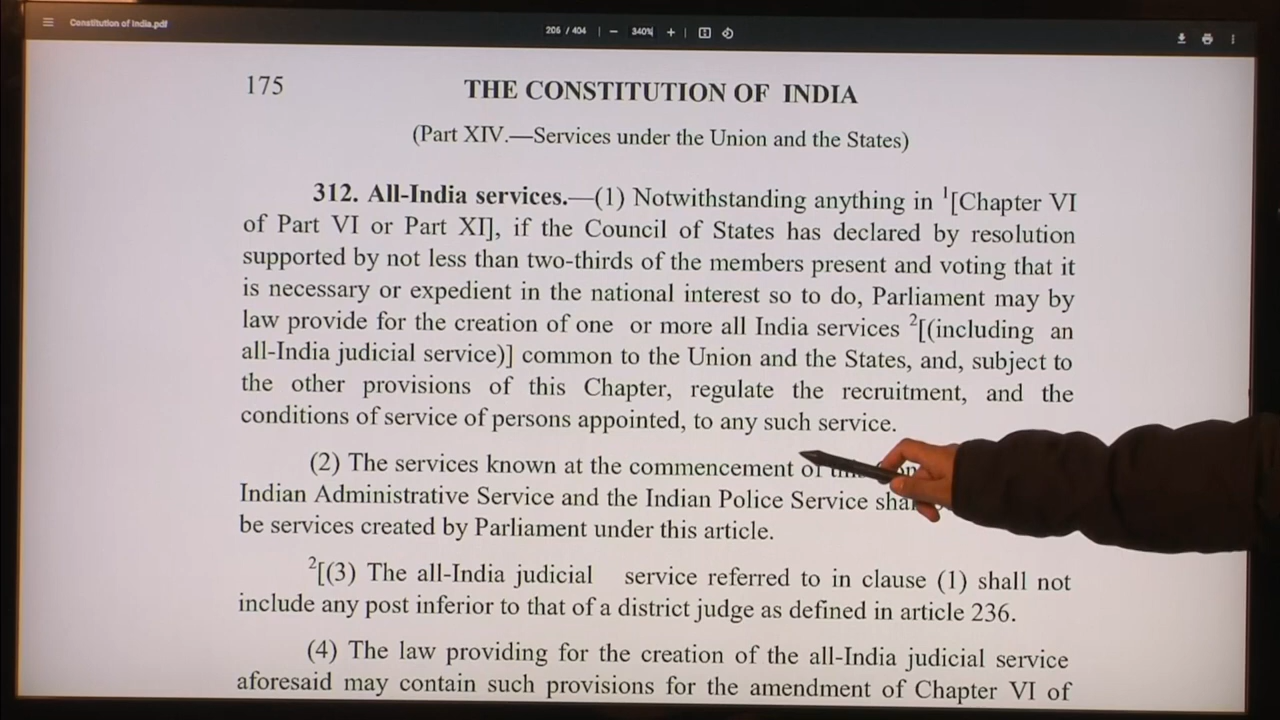 Constitution of India.pdf
206 / 404 | − 340% + |
175 THE CONSTITUTION OF INDIA
(Part XIV.—Services under the Union and the States)
312. All-India services.—(1) Notwithstanding anything in 1[Chapter VI
of Part VI or Part XI], if the Council of States has declared by resolution
supported by not less than two-thirds of the members present and voting that it
is necessary or expedient in the national interest so to do, Parliament may by
law provide for the creation of one or more all India services 2[(including an
all-India judicial service)] common to the Union and the States, and, subject to
the other provisions of this Chapter, regulate the recruitment, and the
conditions of service of persons appointed, to any such service.
(2) The services known at the commencement of
Indian Administrative Service and the Indian Police Service
be services created by Parliament under this article.
2[(3) The all-India judicial service referred to in clause (1) shall not
include any post inferior to that of a district judge as defined in article 236.
(4) The law providing for the creation of the all-India judicial service
aforesaid may contain such provisions for the amendment of Chapter VI of